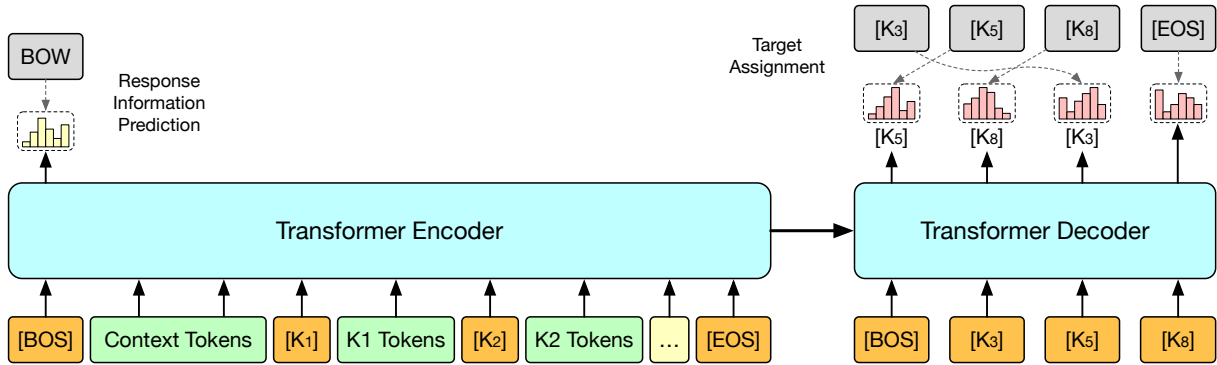 BOW
Response
Information
Prediction
Target
Assignment
[K3]
[K5]
[K8]
[EOS]
[K5]
[K8]
[K3]
Transformer Encoder
Transformer Decoder
[BOS]
Context Tokens
[K1]
K1 Tokens
[K2]
K2 Tokens
...
[EOS]
[BOS]
[K3]
[K5]
[K8]